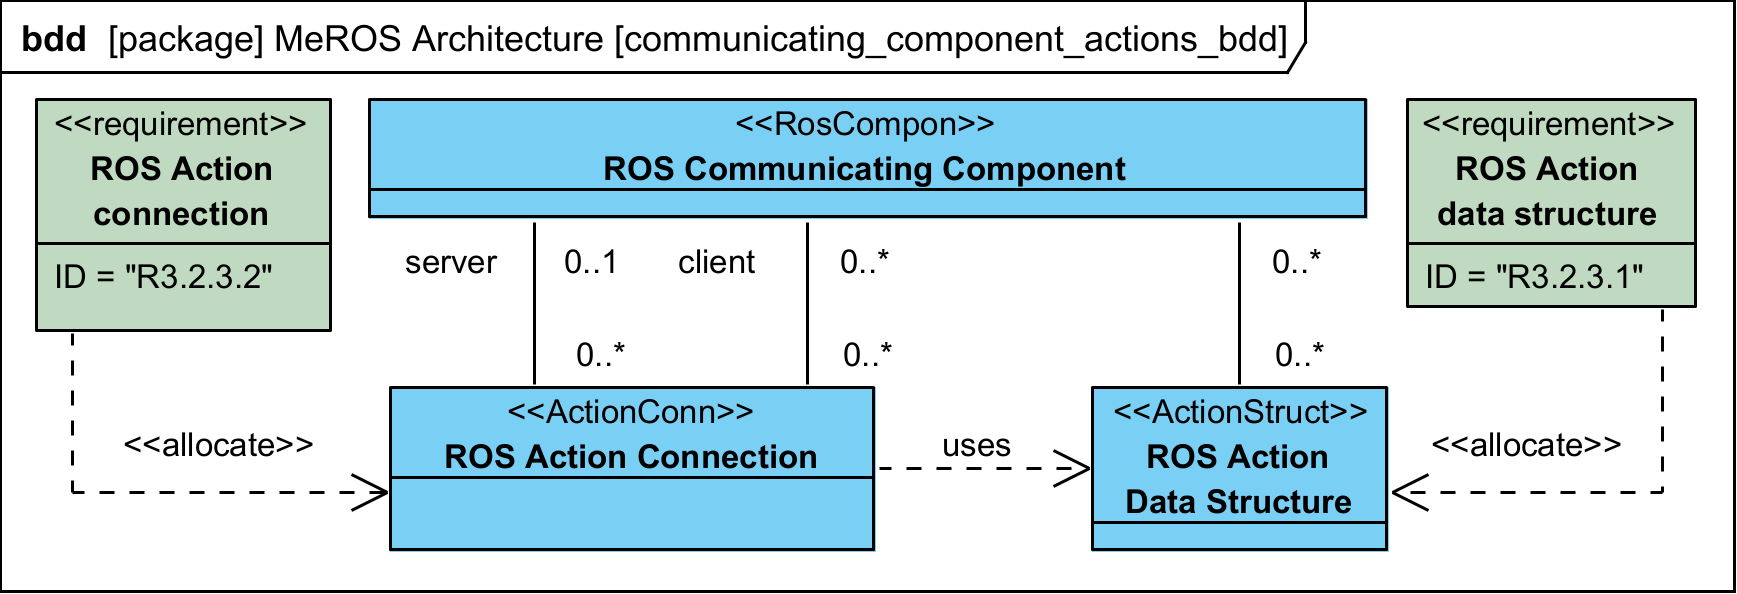 bdd [package] MeROS Architecture [communicating_component_actions_bdd]
<<requirement>>
ROS Action
connection
ID = "R3.2.3.2"
<<RosCompon>>
ROS Communicating Component
<<requirement>>
ROS Action
data structure
ID = "R3.2.3.1"
server 0..1 client 0..* 0..*
0..* 0..* 0..*
<<allocate>>
<<ActionConn>>
ROS Action Connection
uses
<<ActionStruct>>
ROS Action
Data Structure
<<allocate>>